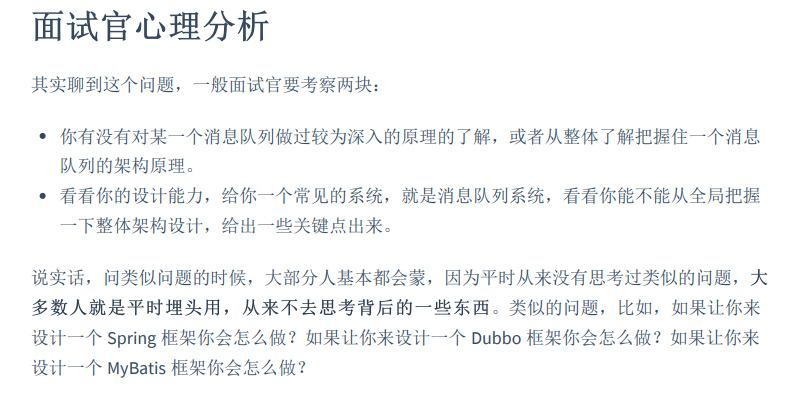 面试官心理分析
其实聊到这个问题，一般面试官要考察两块：
你有没有对某一个消息队列做过较为深入的原理的了解，或者从整体了解把握住一个消息
队列的架构原理。
看看你的设计能力，给你一个常见的系统，就是消息队列系统，看看你能不能从全局把握
一下整体架构设计，给出一些关键点出来。
说实话，问类似问题的时候，大部分人基本都会蒙，因为平时从来没有思考过类似的问题，大
多数人就是平时埋头用，从来不去思考背后的一些东西。类似的问题，比如，如果让你来
设计一个 Spring 框架你会怎么做？如果让你来设计一个 Dubbo 框架你会怎么做？如果让你来
设计一个 MyBatis 框架你会怎么做？